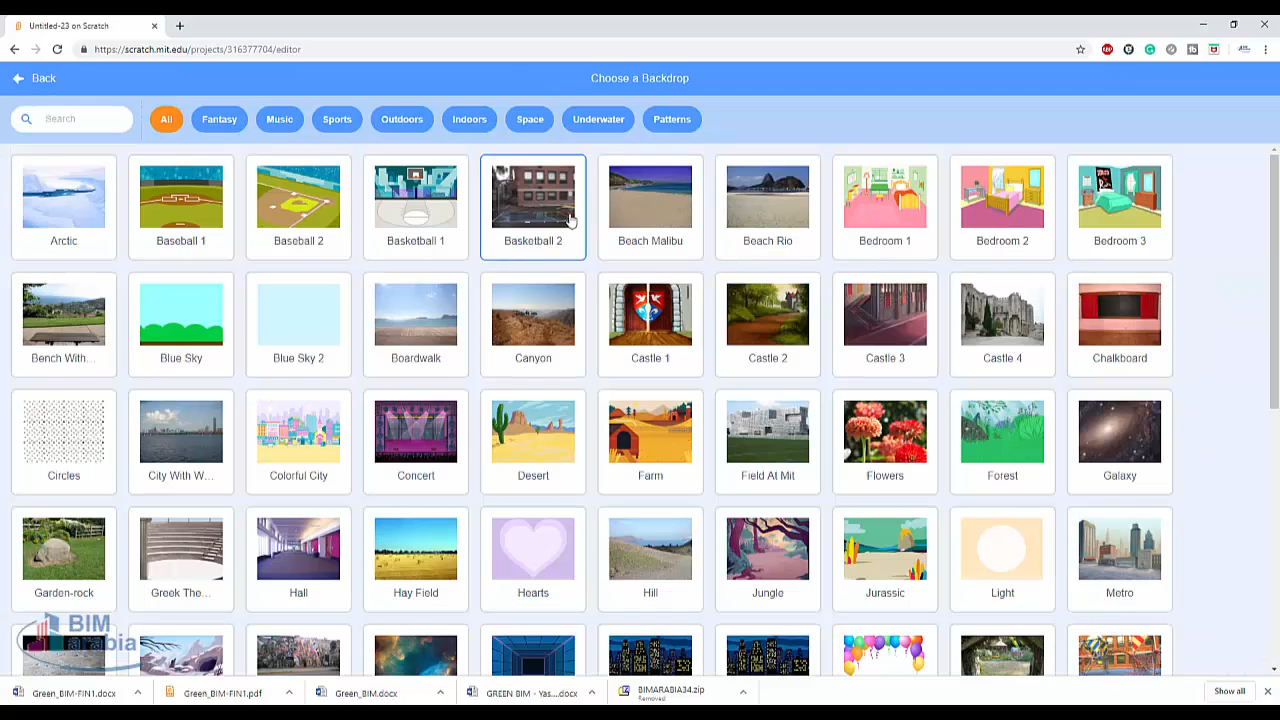 Untitled-23 on Scratch
https://scratch.mit.edu/projects/316377704/editor
Back
Choose a Backdrop
Search
All
Fantasy
Music
Sports
Outdoors
Indoors
Space
Underwater
Patterns
Arctic
Baseball 1
Baseball 2
Basketball 1
Basketball 2
Beach Malibu
Beach Rio
Bedroom 1
Bedroom 2
Bedroom 3
Bench With...
Blue Sky
Blue Sky 2
Boardwalk
Canyon
Castle 1
Castle 2
Castle 3
Castle 4
Chalkboard
Circles
City With W...
Colorful City
Concert
Desert
Farm
Field At Mit
Flowers
Forest
Galaxy
Garden-rock
Greek The...
Hall
Hay Field
Hearts
Hill
Jungle
Jurassic
Light
Metro
BIM
arabia
Green_BIM-FIN1.docx
Green_BIM-FIN1.pdf
Green_BIM.docx
GREEN BIM - Yas....docx
BIMARABIA34.zip
Removed
Show all